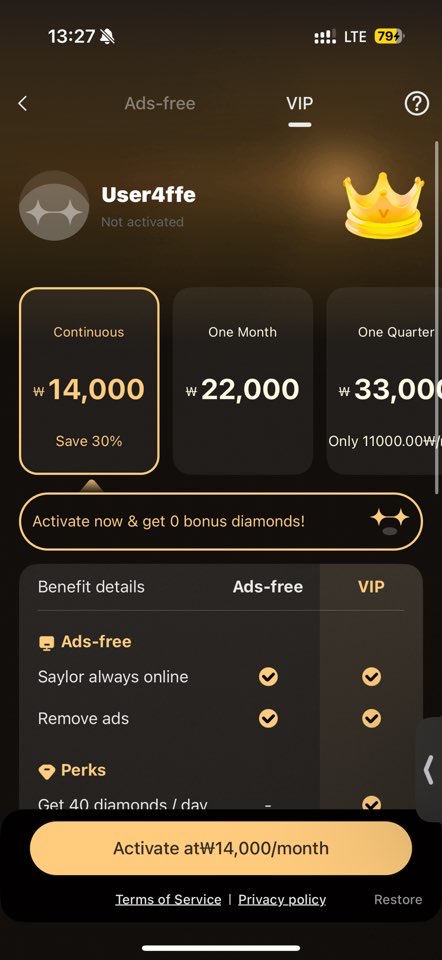 13:27
LTE 79
Ads-free VIP ?
User4ffe
Not activated
V
Continuous One Month One Quarter
₩14,000 ₩22,000 ₩33,000
Save 30% Only 11000.00₩/
Activate now & get 0 bonus diamonds!
Benefit details Ads-free VIP
Ads-free
Saylor always online
Remove ads
Perks
Get 40 diamonds / day -
Activate at₩14,000/month
Terms of Service | Privacy policy Restore